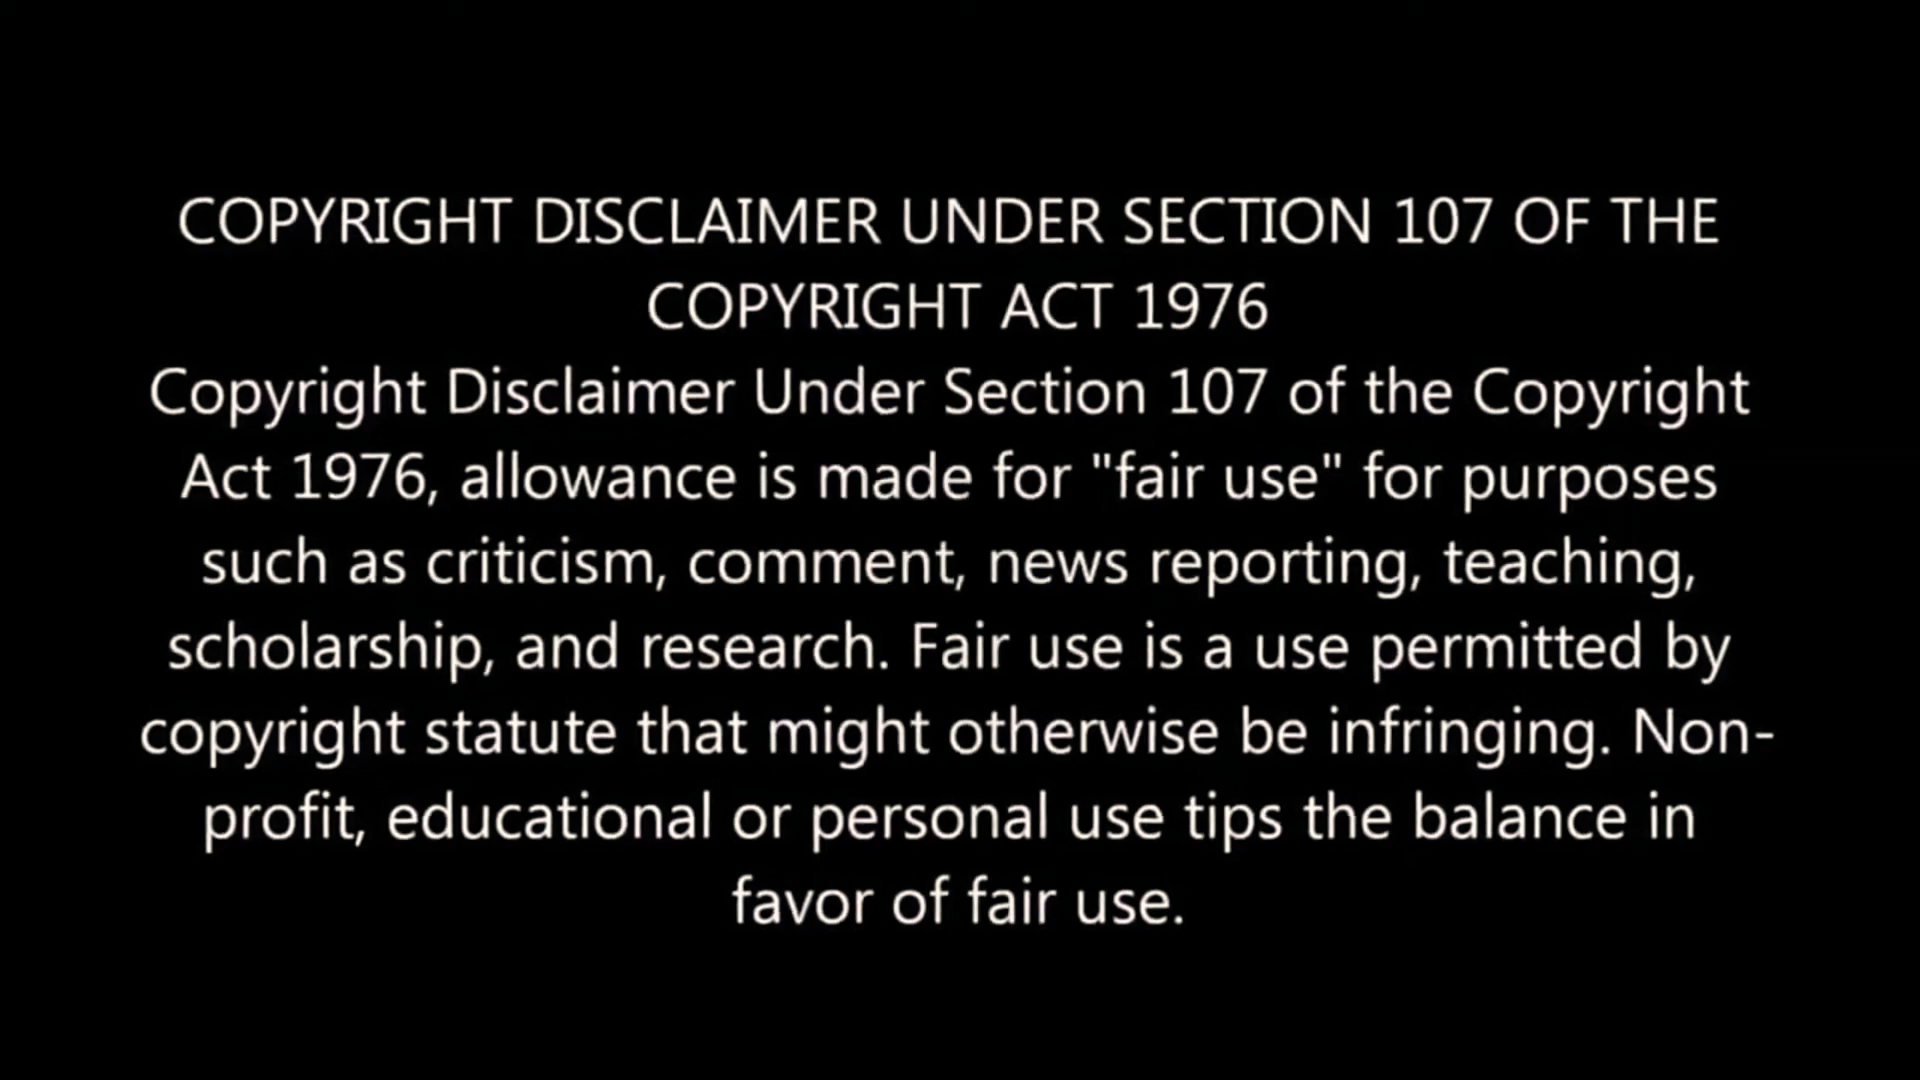 COPYRIGHT DISCLAIMER UNDER SECTION 107 OF THE
COPYRIGHT ACT 1976
Copyright Disclaimer Under Section 107 of the Copyright
Act 1976, allowance is made for "fair use" for purposes
such as criticism, comment, news reporting, teaching,
scholarship, and research. Fair use is a use permitted by
copyright statute that might otherwise be infringing. Non-
profit, educational or personal use tips the balance in
favor of fair use.